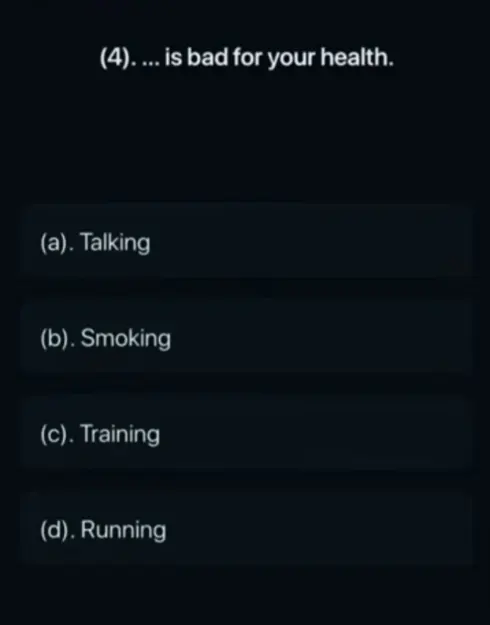 (4). ... is bad for your health.
(a). Talking
(b). Smoking
(c). Training
(d). Running